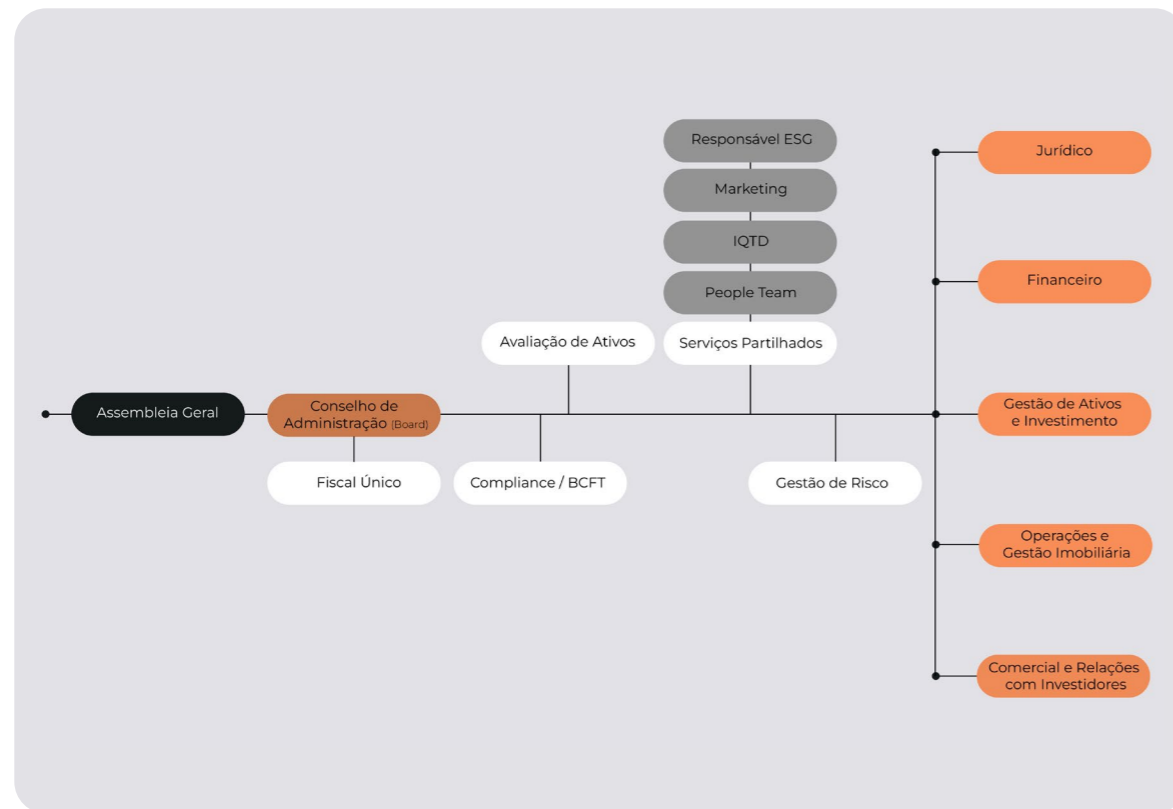 Responsável ESG
Marketing
IQTD
People Team
Avaliação de Ativos
Serviços Partilhados
Assembleia Geral
Conselho de
Administração (Board)
Fiscal Único
Compliance / BCFT
Gestão de Risco
Jurídico
Financeiro
Gestão de Ativos
e Investimento
Operações e
Gestão Imobiliária
Comercial e Relações
com Investidores